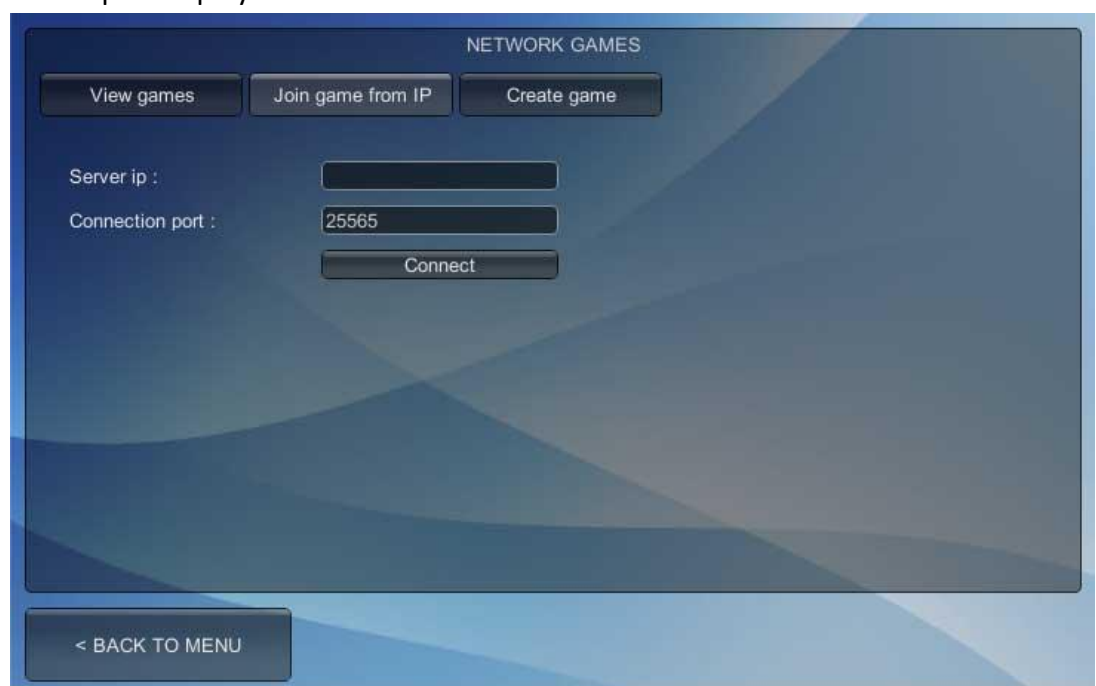 NETWORK GAMES
View games Join game from IP Create game
Server ip :
Connection port : 25565
Connect
< BACK TO MENU